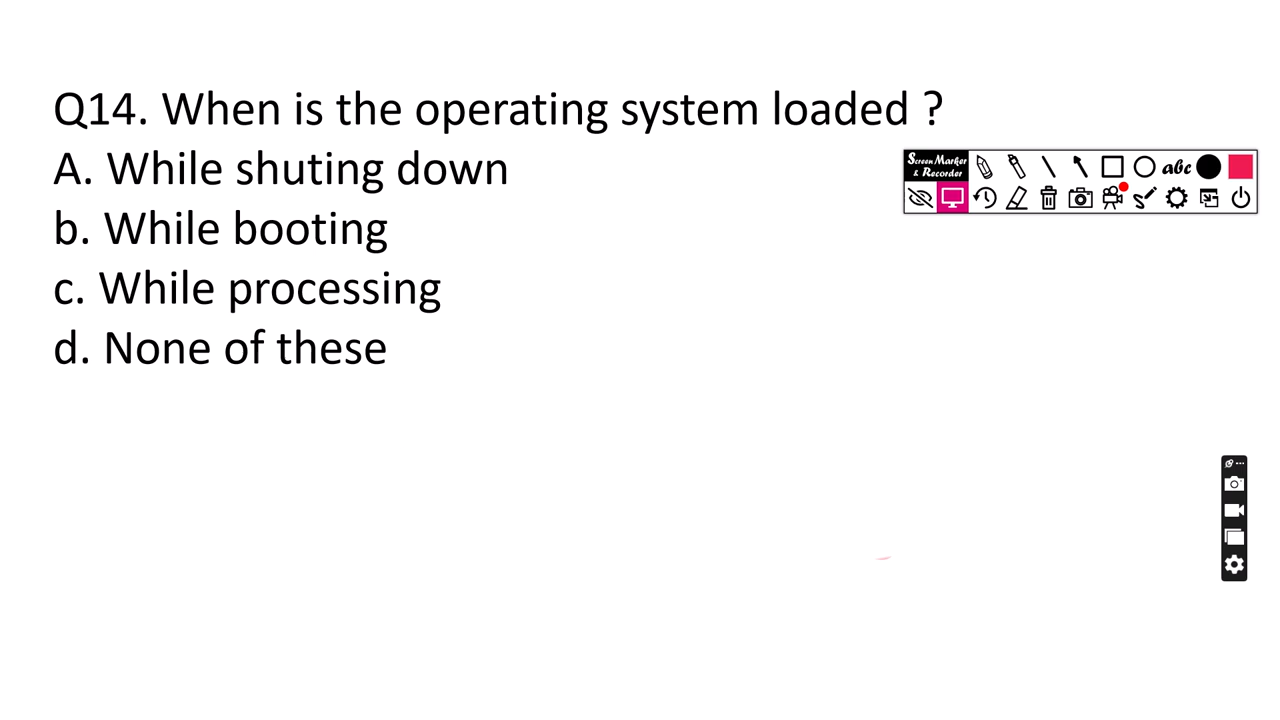 Q14. When is the operating system loaded ?
A. While shuting down
b. While booting
c. While processing
d. None of these
Screen Marker
& Recorder
abc